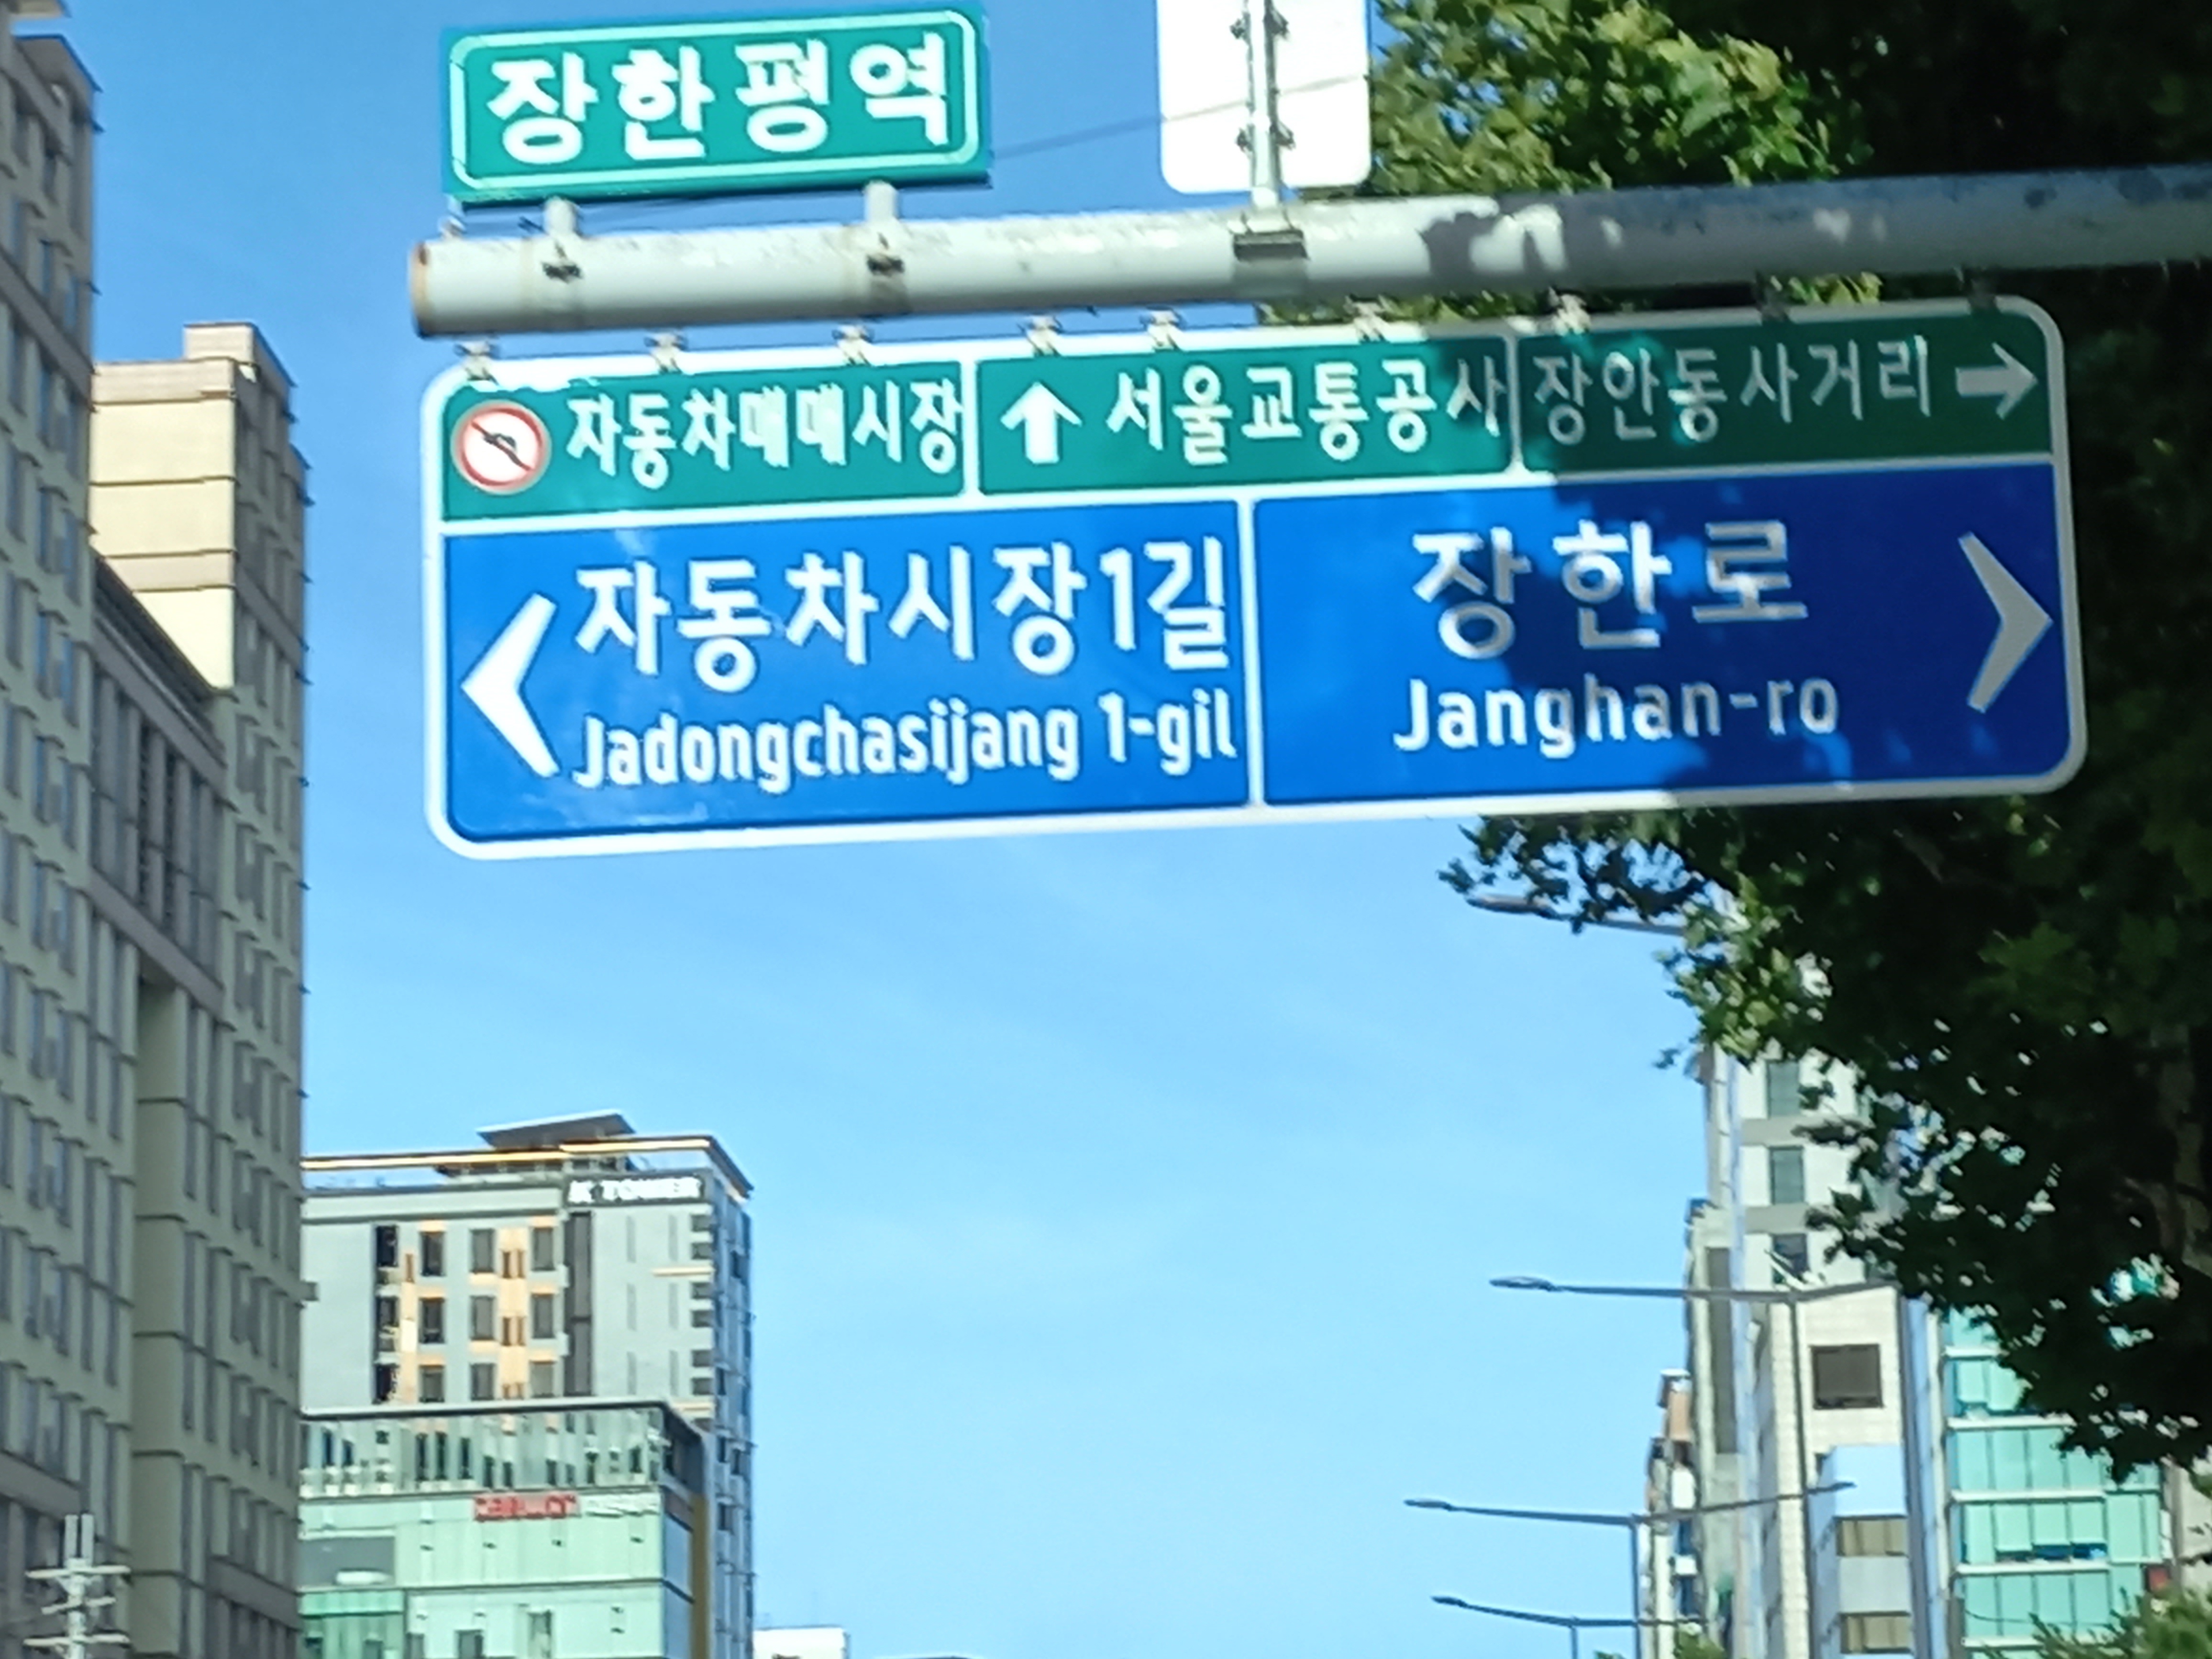 장한평역
자동차매매시장
서울교통공사
장안동사거리
자동차시장1길
Jadongchasijang 1-gil
장한로
Janghan-ro